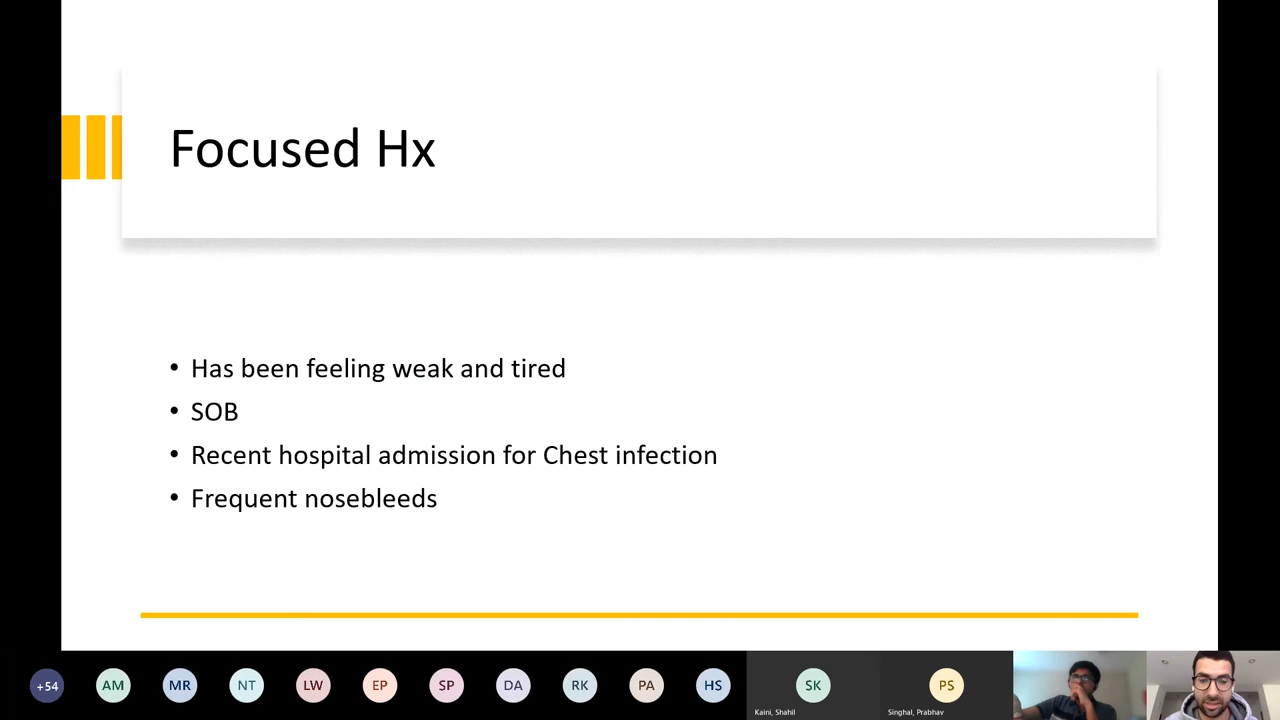 Focused Hx
• Has been feeling weak and tired
• SOB
• Recent hospital admission for Chest infection
• Frequent nosebleeds
+54 AM MR NT LW EP SP DA RK PA HS SK PS
Kaini, Shahil Singhal, Prabhav